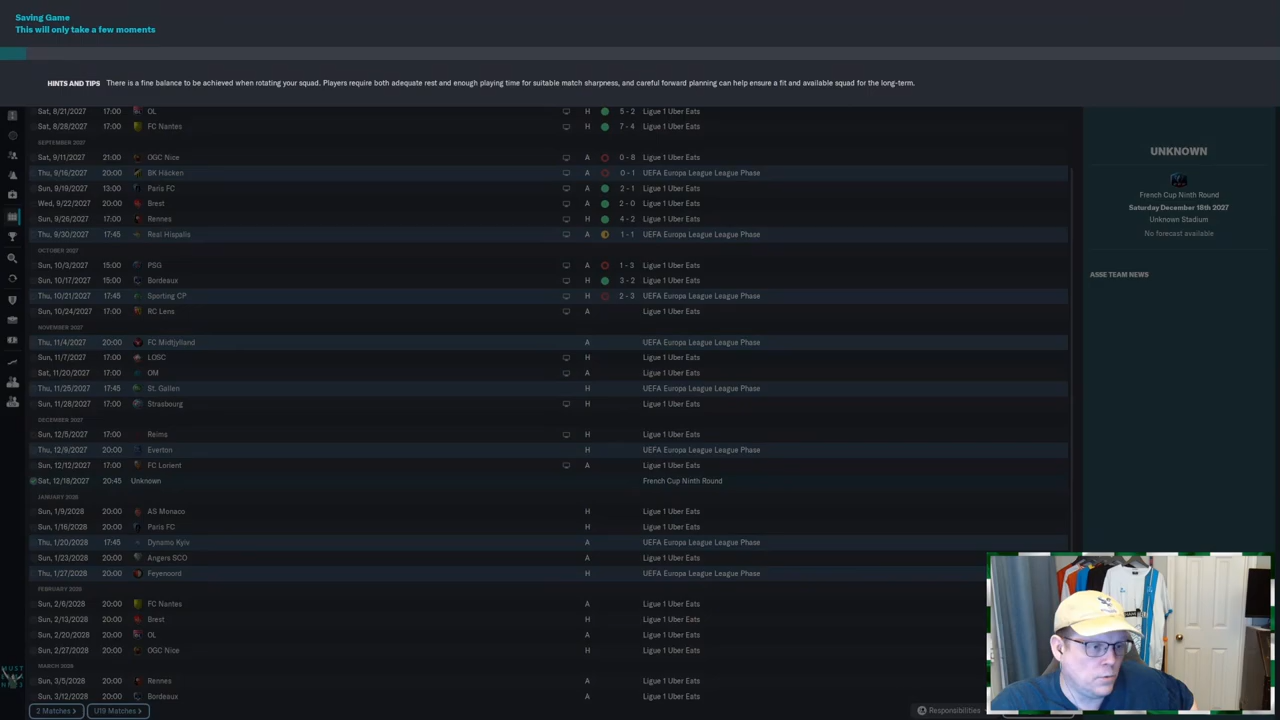 Saving Game
This will only take a few moments
HINTS AND TIPS There is a fine balance to be achieved when rotating your squad. Players require both adequate rest and enough playing time for suitable match sharpness, and careful forward planning can help ensure a fit and available squad for the long-term.
Sat, 8/21/2027 17:00 OL H 5 - 2 Ligue 1 Uber Eats
Sat, 8/28/2027 17:00 FC Nantes H 7 - 4 Ligue 1 Uber Eats
SEPTEMBER 2027
Sat, 9/11/2027 21:00 OGC Nice A 0 - 8 Ligue 1 Uber Eats
Thu, 9/16/2027 20:00 BK Häcken A 0 - 1 UEFA Europa League League Phase
Sun, 9/19/2027 13:00 Paris FC A 2 - 1 Ligue 1 Uber Eats
Wed, 9/22/2027 20:00 Brest A 2 - 0 Ligue 1 Uber Eats
Sun, 9/26/2027 17:00 Rennes H 4 - 2 Ligue 1 Uber Eats
Thu, 9/30/2027 17:45 Real Hispalis A 1 - 1 UEFA Europa League League Phase
OCTOBER 2027
Sun, 10/3/2027 15:00 PSG A 1 - 3 Ligue 1 Uber Eats
Sun, 10/17/2027 15:00 Bordeaux H 3 - 2 Ligue 1 Uber Eats
Thu, 10/21/2027 17:45 Sporting CP H 2 - 3 UEFA Europa League League Phase
Sun, 10/24/2027 17:00 RC Lens A Ligue 1 Uber Eats
NOVEMBER 2027
Thu, 11/4/2027 20:00 FC Midtjylland A UEFA Europa League League Phase
Sun, 11/7/2027 17:00 LOSC H Ligue 1 Uber Eats
Sat, 11/20/2027 17:00 OM A Ligue 1 Uber Eats
Thu, 11/25/2027 17:45 St. Gallen H UEFA Europa League League Phase
Sun, 11/28/2027 17:00 Strasbourg H Ligue 1 Uber Eats
DECEMBER 2027
Sun, 12/5/2027 17:00 Reims H Ligue 1 Uber Eats
Thu, 12/9/2027 20:00 Everton H UEFA Europa League League Phase
Sun, 12/12/2027 17:00 FC Lorient A Ligue 1 Uber Eats
Sat, 12/18/2027 20:45 Unknown French Cup Ninth Round
JANUARY 2028
Sun, 1/9/2028 20:00 AS Monaco H Ligue 1 Uber Eats
Sun, 1/16/2028 20:00 Paris FC H Ligue 1 Uber Eats
Thu, 1/20/2028 17:45 Dynamo Kyiv A UEFA Europa League League Phase
Sun, 1/23/2028 20:00 Angers SCO A Ligue 1 Uber Eats
Thu, 1/27/2028 20:00 Feyenoord H UEFA Europa League League Phase
FEBRUARY 2028
Sun, 2/6/2028 20:00 FC Nantes A Ligue 1 Uber Eats
Sun, 2/13/2028 20:00 Brest H Ligue 1 Uber Eats
Sun, 2/20/2028 20:00 OL A Ligue 1 Uber Eats
Sun, 2/27/2028 20:00 OGC Nice H Ligue 1 Uber Eats
MARCH 2028
Sun, 3/5/2028 20:00 Rennes A Ligue 1 Uber Eats
Sun, 3/12/2028 20:00 Bordeaux A Ligue 1 Uber Eats
2 Matches >
U19 Matches >
Responsibilities
UNKNOWN
French Cup Ninth Round
Saturday December 18th 2027
Unknown Stadium
No forecast available
ASSE TEAM NEWS